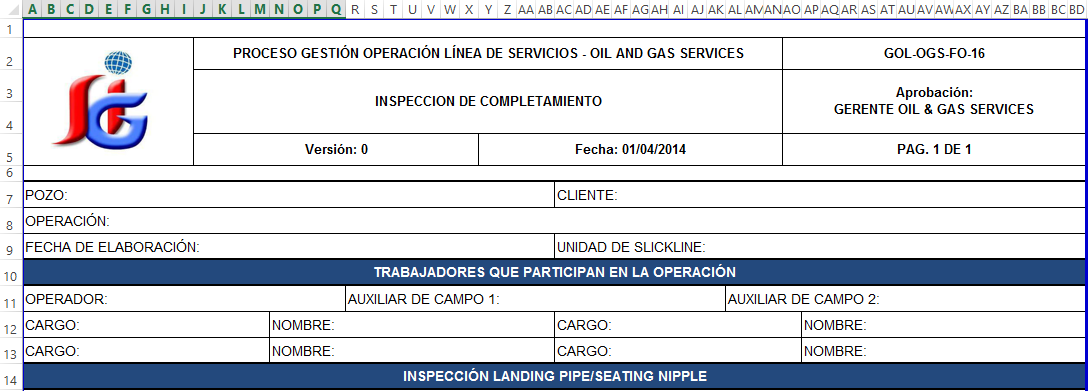 A B C D E F G H I J K L M N O P Q R S T U V W X Y Z AA AB AC AD AE AF AG AH AI AJ AK AL AM AN AO AP AQ AR AS AT AU AV AW AX AY AZ BA BB BC BD
1
2 PROCESO GESTIÓN OPERACIÓN LÍNEA DE SERVICIOS - OIL AND GAS SERVICES GOL-OGS-FO-16
3 INSPECCION DE COMPLETAMIENTO Aprobación:
4 GERENTE OIL & GAS SERVICES
5 Versión: 0 Fecha: 01/04/2014 PAG. 1 DE 1
6
7 POZO: CLIENTE:
8 OPERACIÓN:
9 FECHA DE ELABORACIÓN: UNIDAD DE SLICKLINE:
10 TRABAJADORES QUE PARTICIPAN EN LA OPERACIÓN
11 OPERADOR: AUXILIAR DE CAMPO 1: AUXILIAR DE CAMPO 2:
12 CARGO: NOMBRE: CARGO: NOMBRE:
13 CARGO: NOMBRE: CARGO: NOMBRE:
14 INSPECCIÓN LANDING PIPE/SEATING NIPPLE